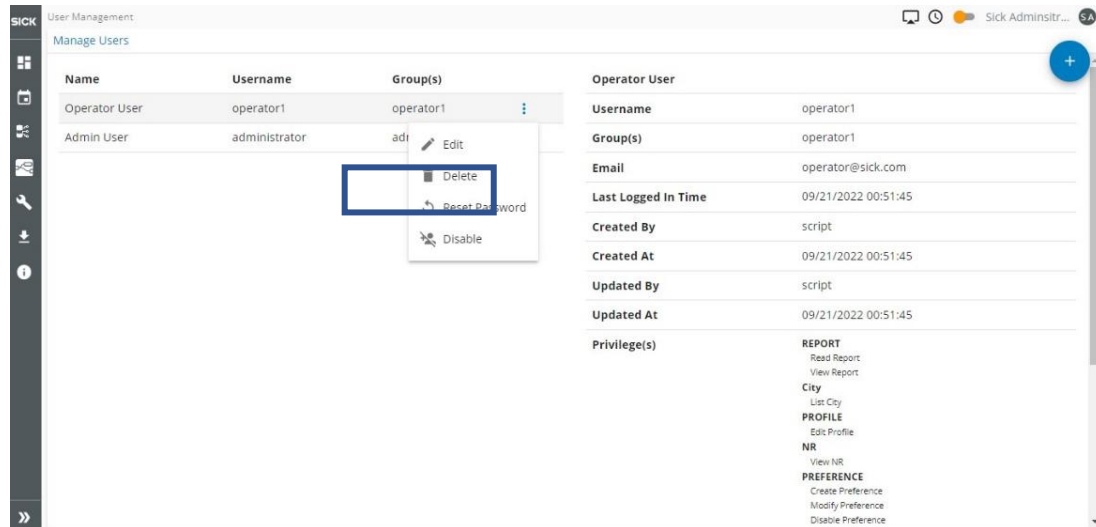 SICK
User Management
Sick Adminsitr...
SA
Manage Users
Name Username Group(s)
Operator User operator1 operator1
Admin User administrator adr
Edit
Delete
Reset Password
Disable
Operator User
Username operator1
Group(s) operator1
Email operator@sick.com
Last Logged In Time 09/21/2022 00:51:45
Created By script
Created At 09/21/2022 00:51:45
Updated By script
Updated At 09/21/2022 00:51:45
Privilege(s) REPORT
Read Report
View Report
City
List City
PROFILE
Edit Profile
NR
View NR
PREFERENCE
Create Preference
Modify Preference
Disable Preference